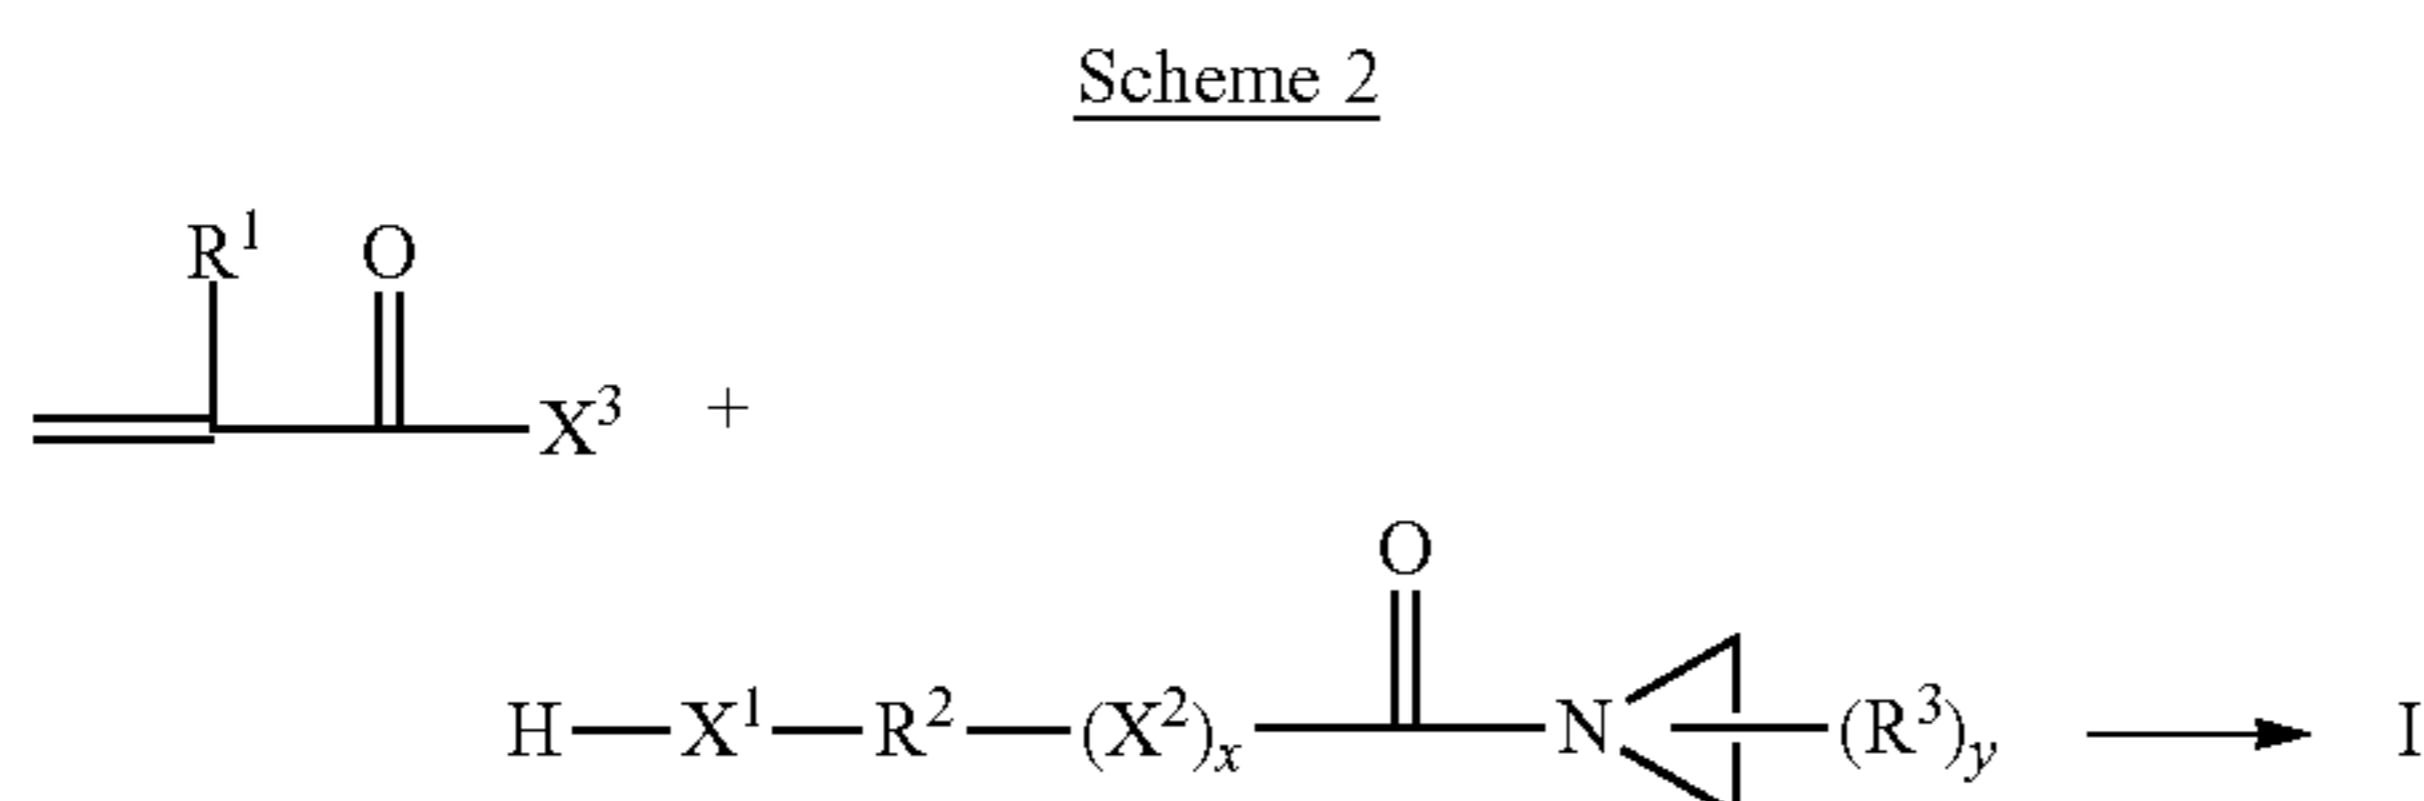 Scheme 2
R¹ O
X³ +
O
H—X¹—R²—(X²)ₓ N (R³)ᵧ I